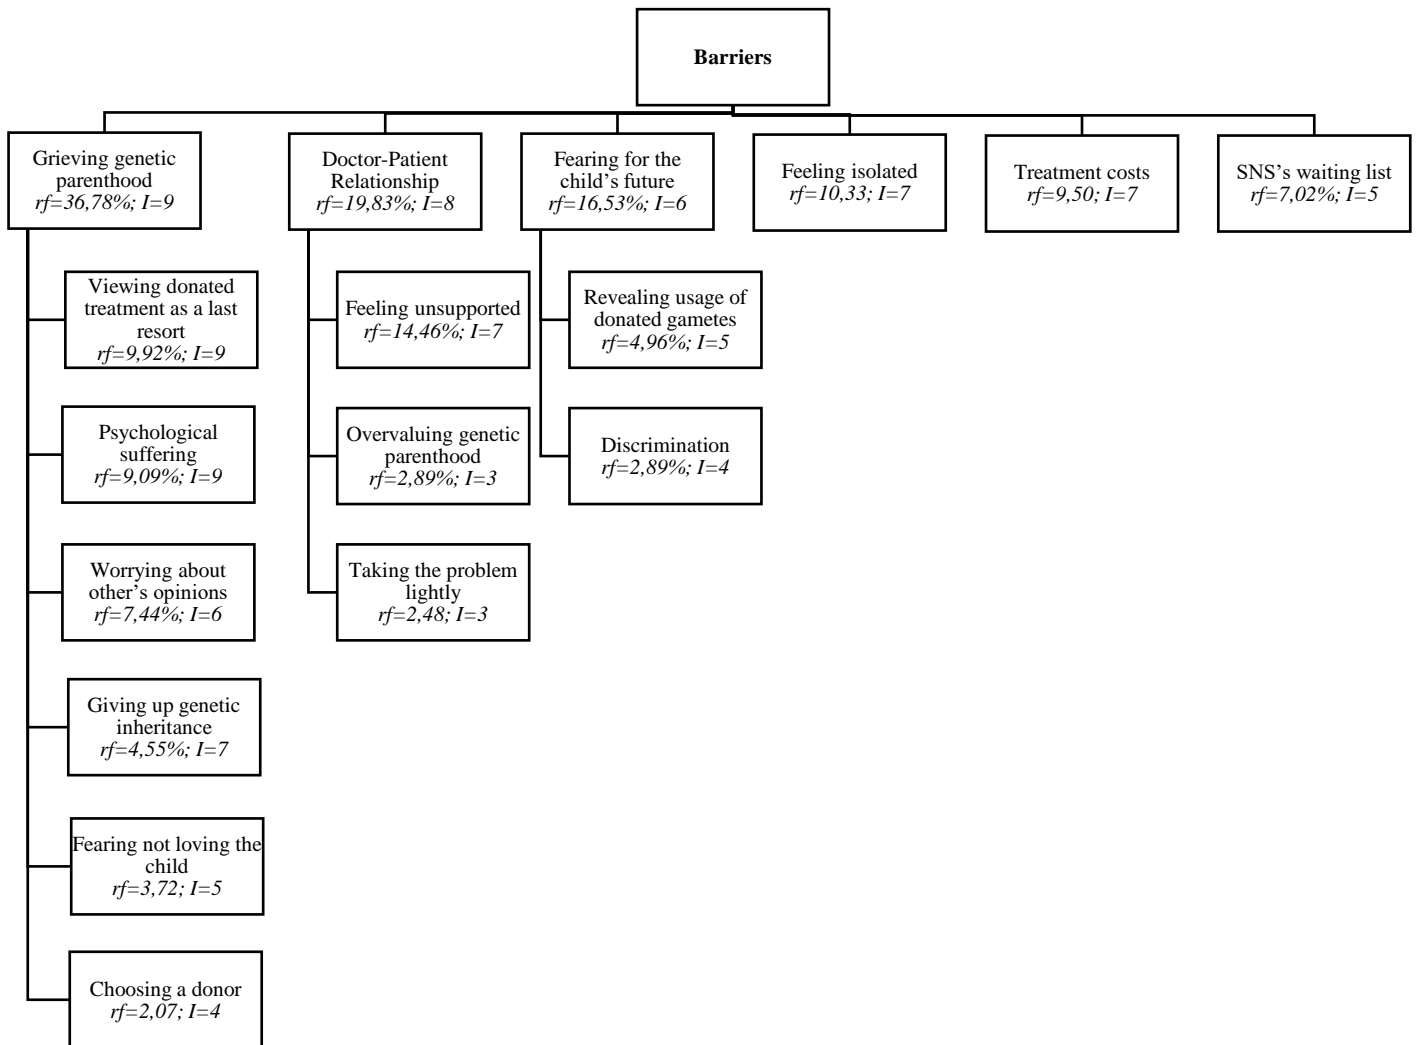 Barriers
Grieving genetic
parenthood
rf=36,78%; I=9
Doctor-Patient
Relationship
rf=19,83%; I=8
Fearing for the
child’s future
rf=16,53%; I=6
Feeling isolated
rf=10,33; I=7
Treatment costs
rf=9,50; I=7
SNS’s waiting list
rf=7,02%; I=5
Viewing donated
treatment as a last
resort
rf=9,92%; I=9
Psychological
suffering
rf=9,09%; I=9
Worrying about
other’s opinions
rf=7,44%; I=6
Giving up genetic
inheritance
rf=4,55%; I=7
Fearing not loving the
child
rf=3,72; I=5
Choosing a donor
rf=2,07; I=4
Feeling unsupported
rf=14,46%; I=7
Overvaluing genetic
parenthood
rf=2,89%; I=3
Taking the problem
lightly
rf=2,48; I=3
Revealing usage of
donated gametes
rf=4,96%; I=5
Discrimination
rf=2,89%; I=4